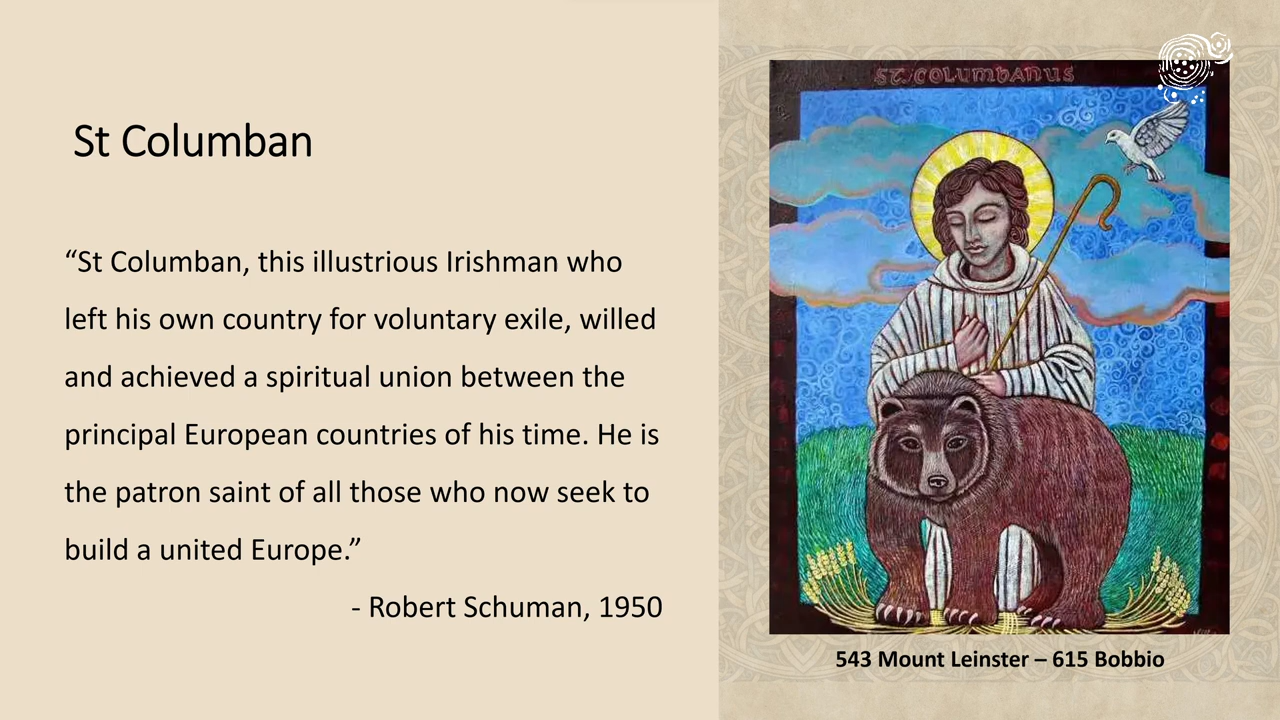 St Columban
“St Columban, this illustrious Irishman who
left his own country for voluntary exile, willed
and achieved a spiritual union between the
principal European countries of his time. He is
the patron saint of all those who now seek to
build a united Europe.”
- Robert Schuman, 1950
ST. COLUMBANUS
543 Mount Leinster – 615 Bobbio